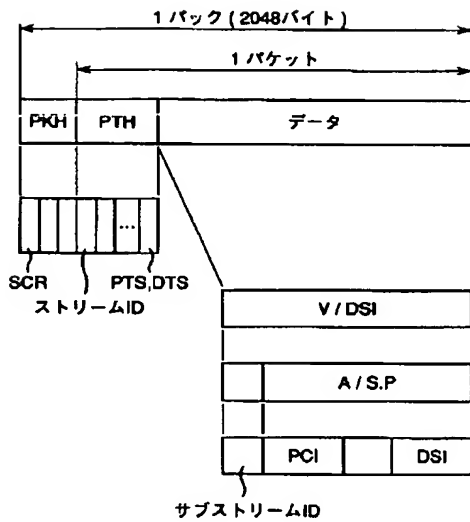 1 パック (2048バイト)
1 パケット
PKH PTH データ
...
SCR PTS,DTS
ストリームID
V / DSI
A / S.P
PCI DSI
サブストリームID